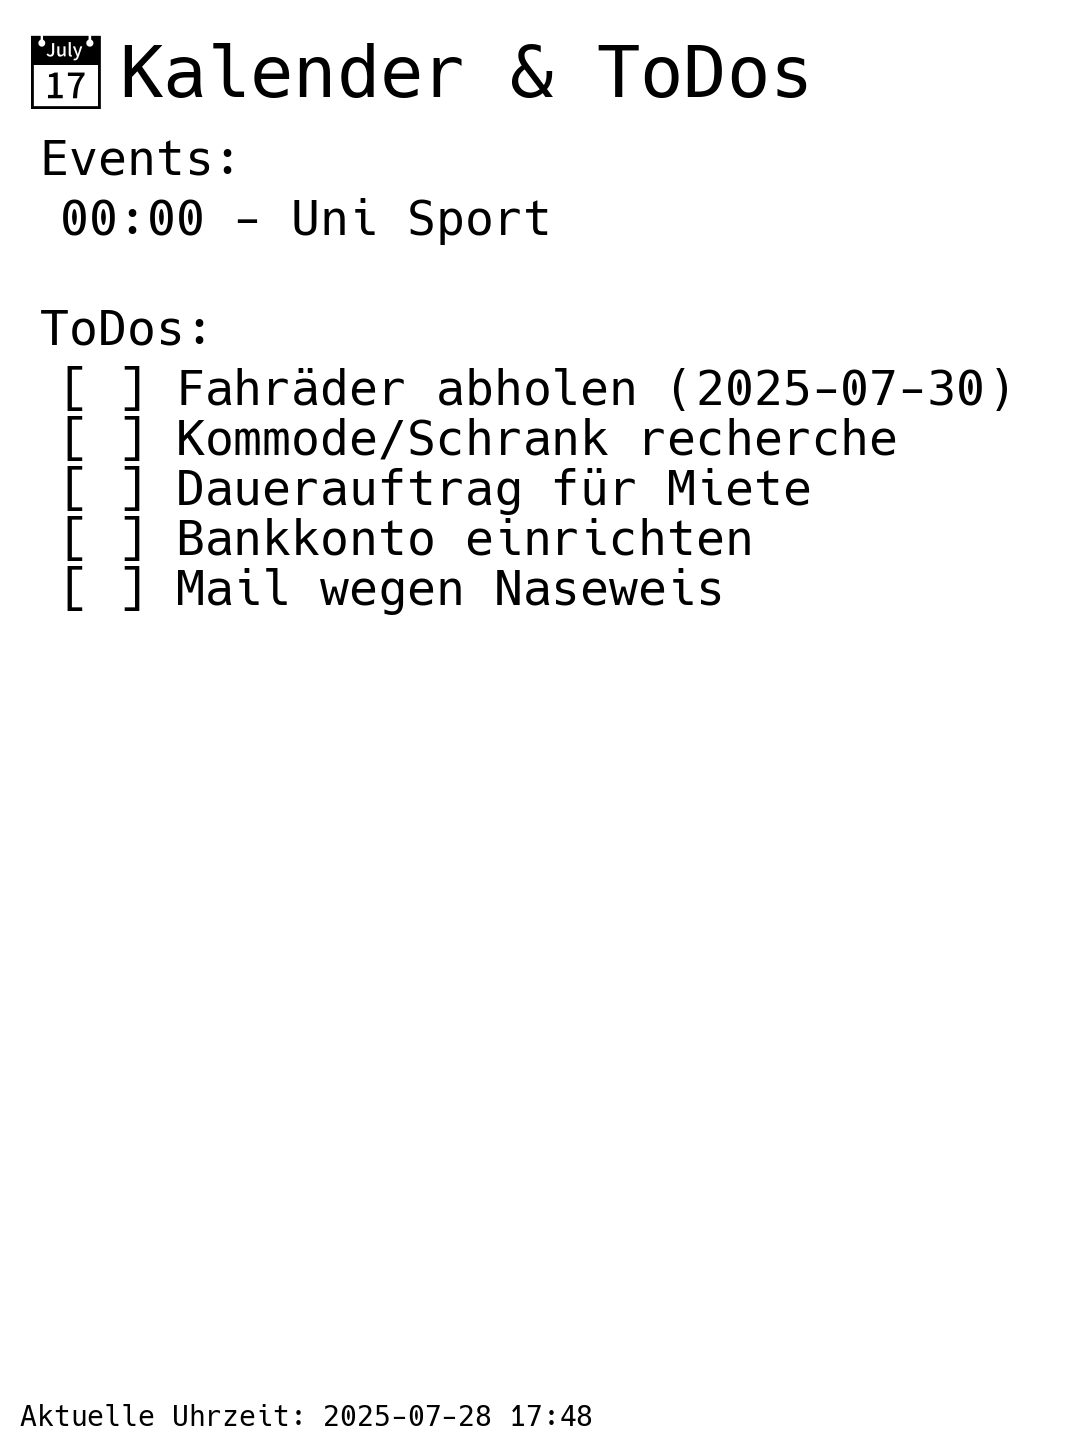 July
17
Kalender & ToDos
Events:
00:00 - Uni Sport
ToDos:
[ ] Fahrräder abholen (2025-07-30)
[ ] Kommode/Schrank recherche
[ ] Dauerauftrag für Miete
[ ] Bankkonto einrichten
[ ] Mail wegen Naseweis
Aktuelle Uhrzeit: 2025-07-28 17:48